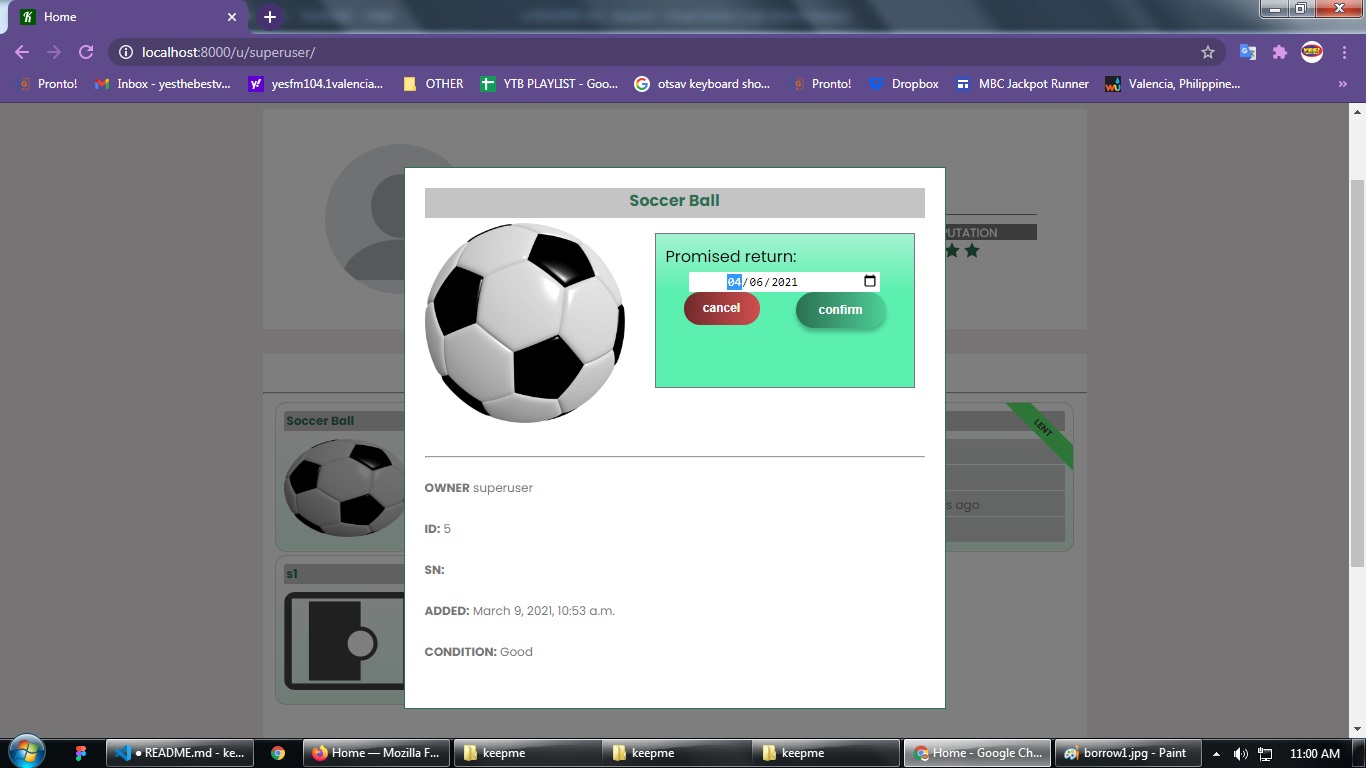 Home
localhost:8000/u/superuser/
Pronto!
Inbox - yesthebestv...
yesfm104.1valencia...
OTHER
YTB PLAYLIST - Goo...
otsav keyboard sho...
Pronto!
Dropbox
MBC Jackpot Runner
Valencia, Philippine...
»
Soccer Ball
PUTATION
Promised return:
04/06/2021
cancel
confirm
Soccer Ball
LENT
OWNER superuser
s ago
ID: 5
SN:
s1
ADDED: March 9, 2021, 10:53 a.m.
CONDITION: Good
● README.md - ke...
Home — Mozilla F...
keepme
keepme
keepme
Home - Google Ch...
borrow1.jpg - Paint
11:00 AM